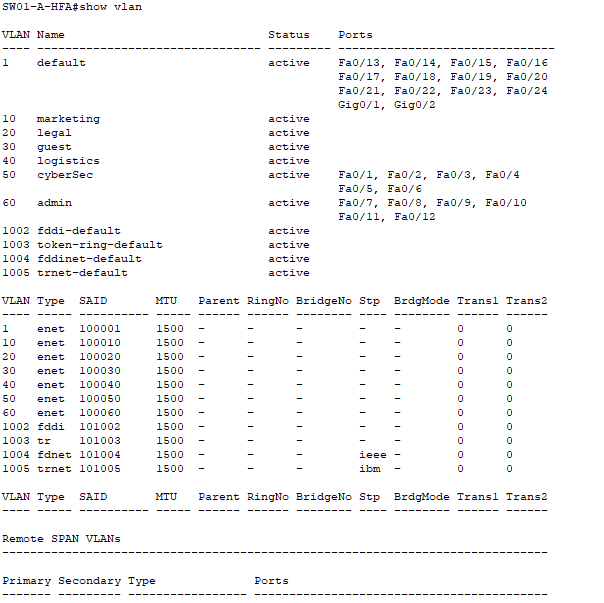 SW01-A-HFA#show vlan

VLAN Name                             Status    Ports
---- -------------------------------- --------- -------------------------------
1    default                          active    Fa0/13, Fa0/14, Fa0/15, Fa0/16
                                                Fa0/17, Fa0/18, Fa0/19, Fa0/20
                                                Fa0/21, Fa0/22, Fa0/23, Fa0/24
                                                Gig0/1, Gig0/2
10   marketing                        active
20   legal                            active
30   guest                            active
40   logistics                        active
50   cyberSec                         active    Fa0/1, Fa0/2, Fa0/3, Fa0/4
                                                Fa0/5, Fa0/6
60   admin                            active    Fa0/7, Fa0/8, Fa0/9, Fa0/10
                                                Fa0/11, Fa0/12
1002 fddi-default                     active
1003 token-ring-default               active
1004 fddinet-default                  active
1005 trnet-default                    active

VLAN Type  SAID       MTU   Parent RingNo BridgeNo Stp  BrdgMode Trans1 Trans2
---- ----- ---------- ----- ------ ------ -------- ---- -------- ------ ------
1    enet  100001     1500  -      -      -        -    -        0      0
10   enet  100010     1500  -      -      -        -    -        0      0
20   enet  100020     1500  -      -      -        -    -        0      0
30   enet  100030     1500  -      -      -        -    -        0      0
40   enet  100040     1500  -      -      -        -    -        0      0
50   enet  100050     1500  -      -      -        -    -        0      0
60   enet  100060     1500  -      -      -        -    -        0      0
1002 fddi  101002     1500  -      -      -        -    -        0      0
1003 tr    101003     1500  -      -      -        -    -        0      0
1004 fdnet 101004     1500  -      -      -        ieee -        0      0
1005 trnet 101005     1500  -      -      -        ibm  -        0      0

VLAN Type  SAID       MTU   Parent RingNo BridgeNo Stp  BrdgMode Trans1 Trans2
---- ----- ---------- ----- ------ ------ -------- ---- -------- ------ ------

Remote SPAN VLANs
------------------------------------------------------------------------------

Primary Secondary Type              Ports
------- --------- ----------------- ------------------------------------------